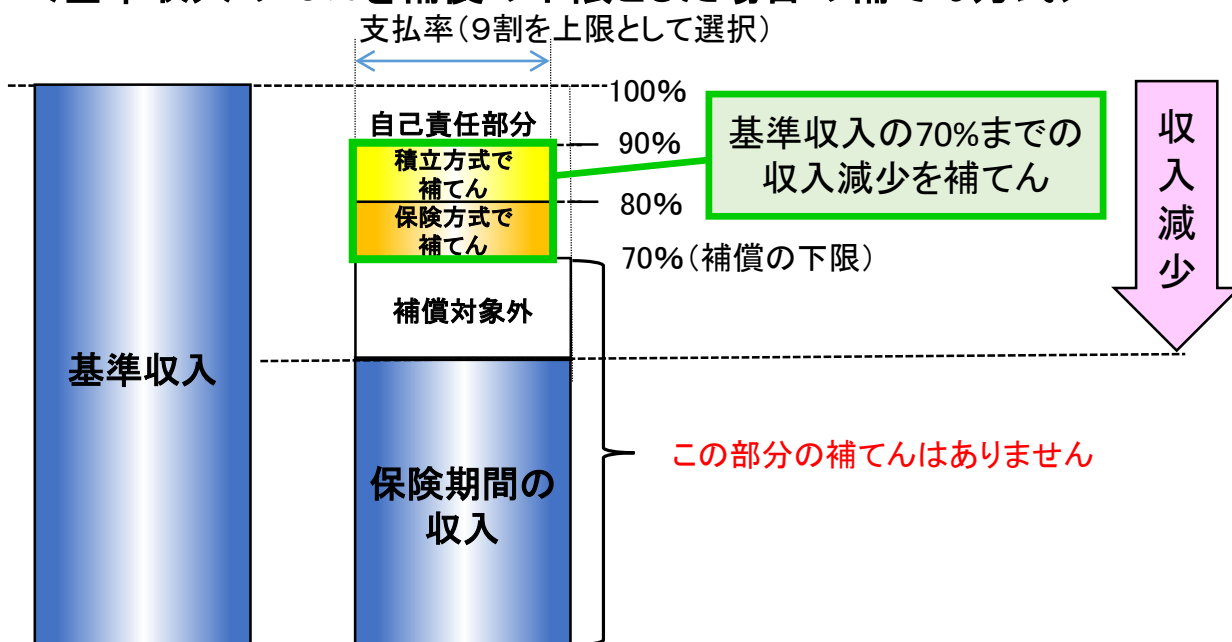 支払率(9割を上限として選択)
100%
自己責任部分
90%
積立方式で
補てん
80%
保険方式で
補てん
70%(補償の下限)
基準収入の70%までの
収入減少を補てん
収入減少
補償対象外
基準収入
保険期間の
収入
この部分の補てんはありません